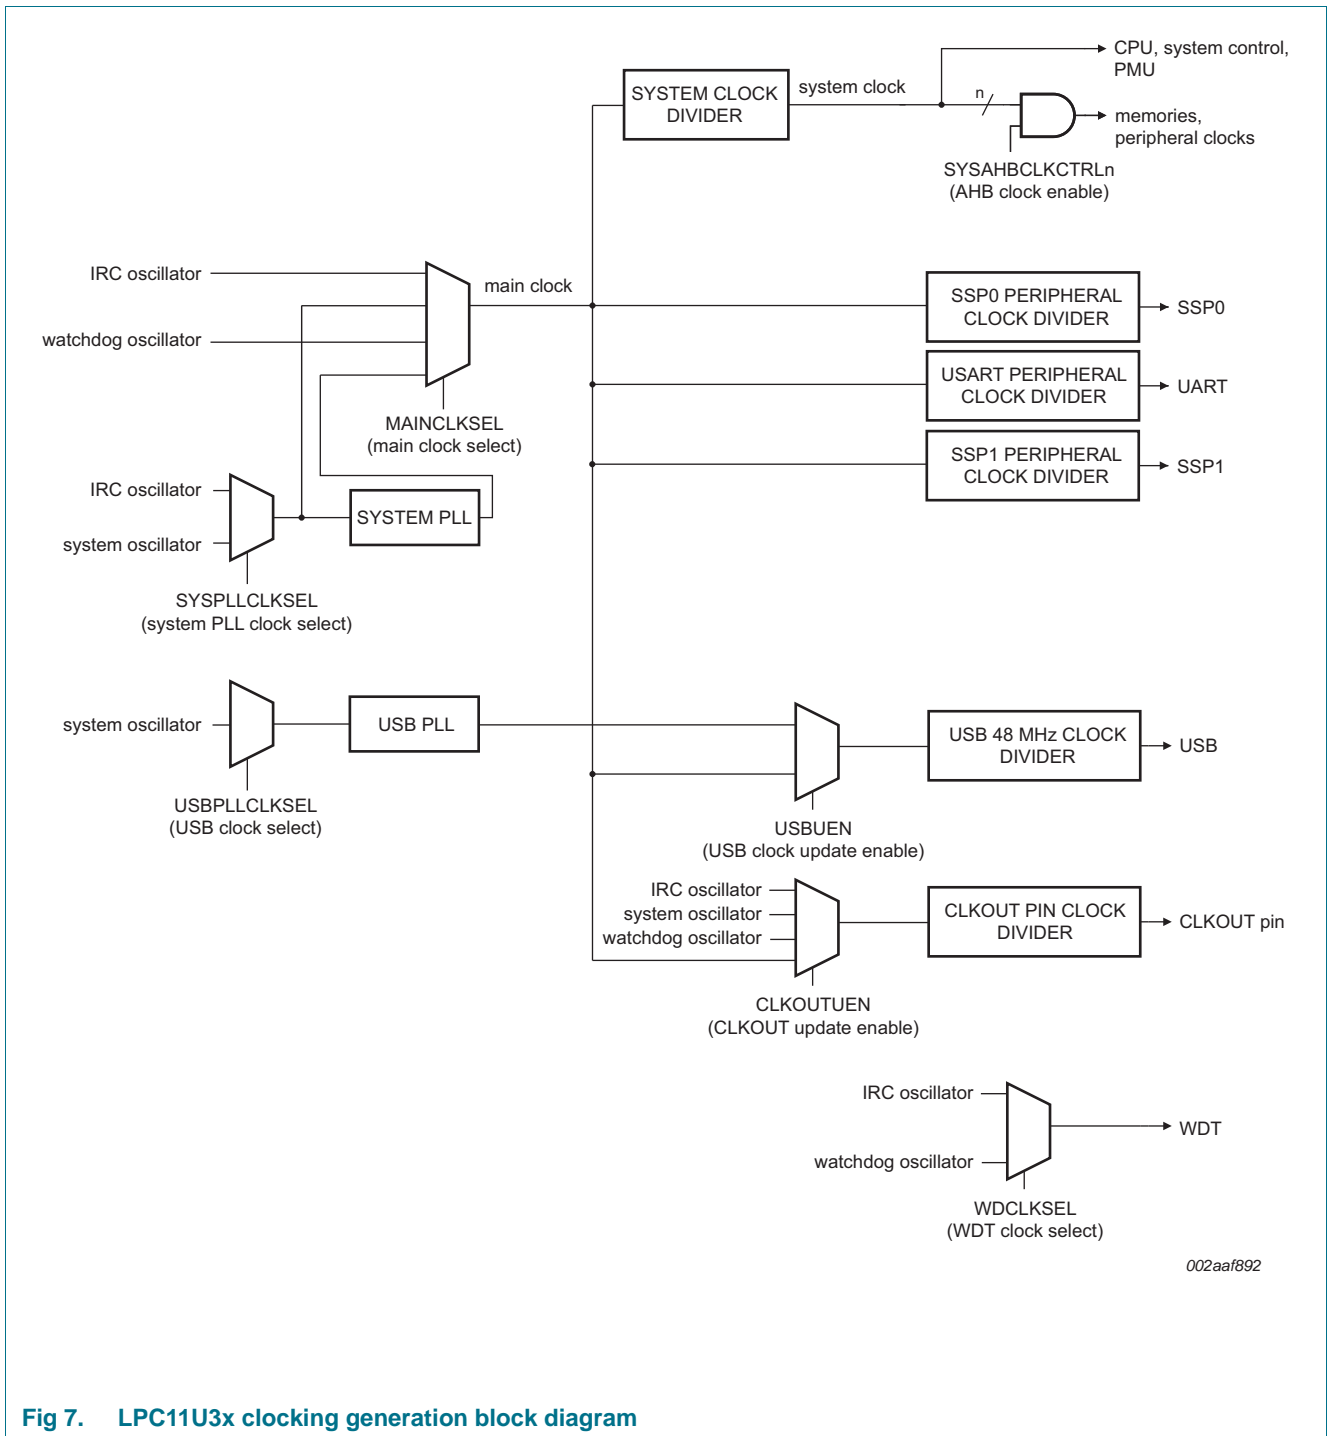 CPU, system control,
PMU
SYSTEM CLOCK
DIVIDER
system clock
n
memories,
peripheral clocks
SYSAHBCLKCTRLn
(AHB clock enable)
IRC oscillator
main clock
watchdog oscillator
MAINCLKSEL
(main clock select)
SSP0 PERIPHERAL
CLOCK DIVIDER
SSP0
USART PERIPHERAL
CLOCK DIVIDER
UART
SSP1 PERIPHERAL
CLOCK DIVIDER
SSP1
IRC oscillator
system oscillator
SYSTEM PLL
SYSPLLCLKSEL
(system PLL clock select)
system oscillator
USB PLL
USBPLLCLKSEL
(USB clock select)
USB 48 MHz CLOCK
DIVIDER
USB
USBUEN
(USB clock update enable)
IRC oscillator
system oscillator
watchdog oscillator
CLKOUT PIN CLOCK
DIVIDER
CLKOUT pin
CLKOUTUEN
(CLKOUT update enable)
IRC oscillator
watchdog oscillator
WDT
WDCLKSEL
(WDT clock select)
002aaf892
Fig 7. LPC11U3x clocking generation block diagram